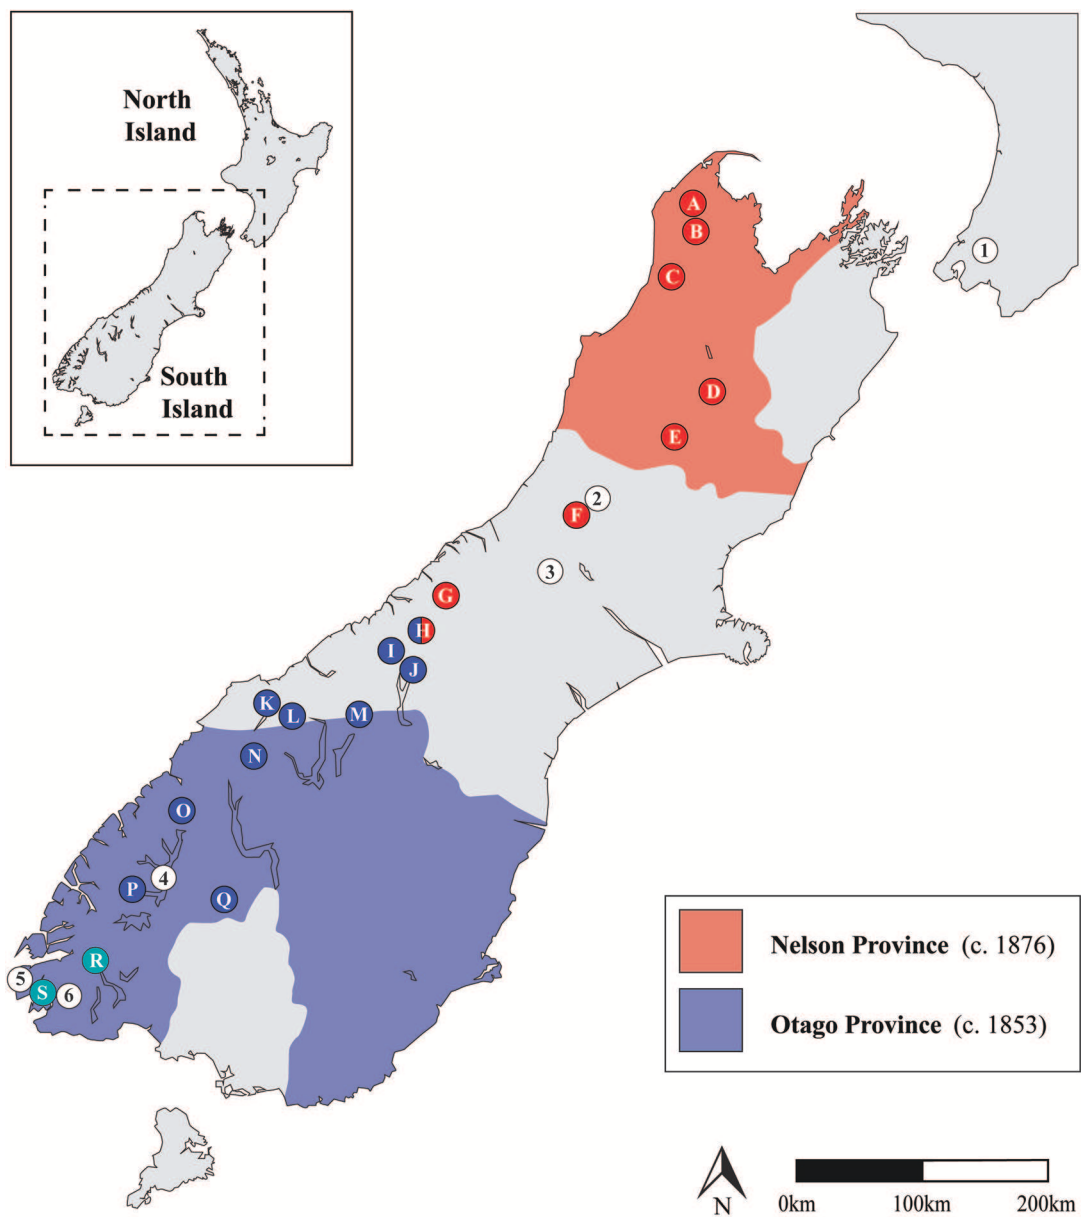 North
Island
South
Island
1
A
B
C
D
E
2
F
3
G
H
I
J
K
L
M
N
O
4
P
Q
R
5
S
6
Nelson Province (c. 1876)
Otago Province (c. 1853)
N
0km
100km
200km